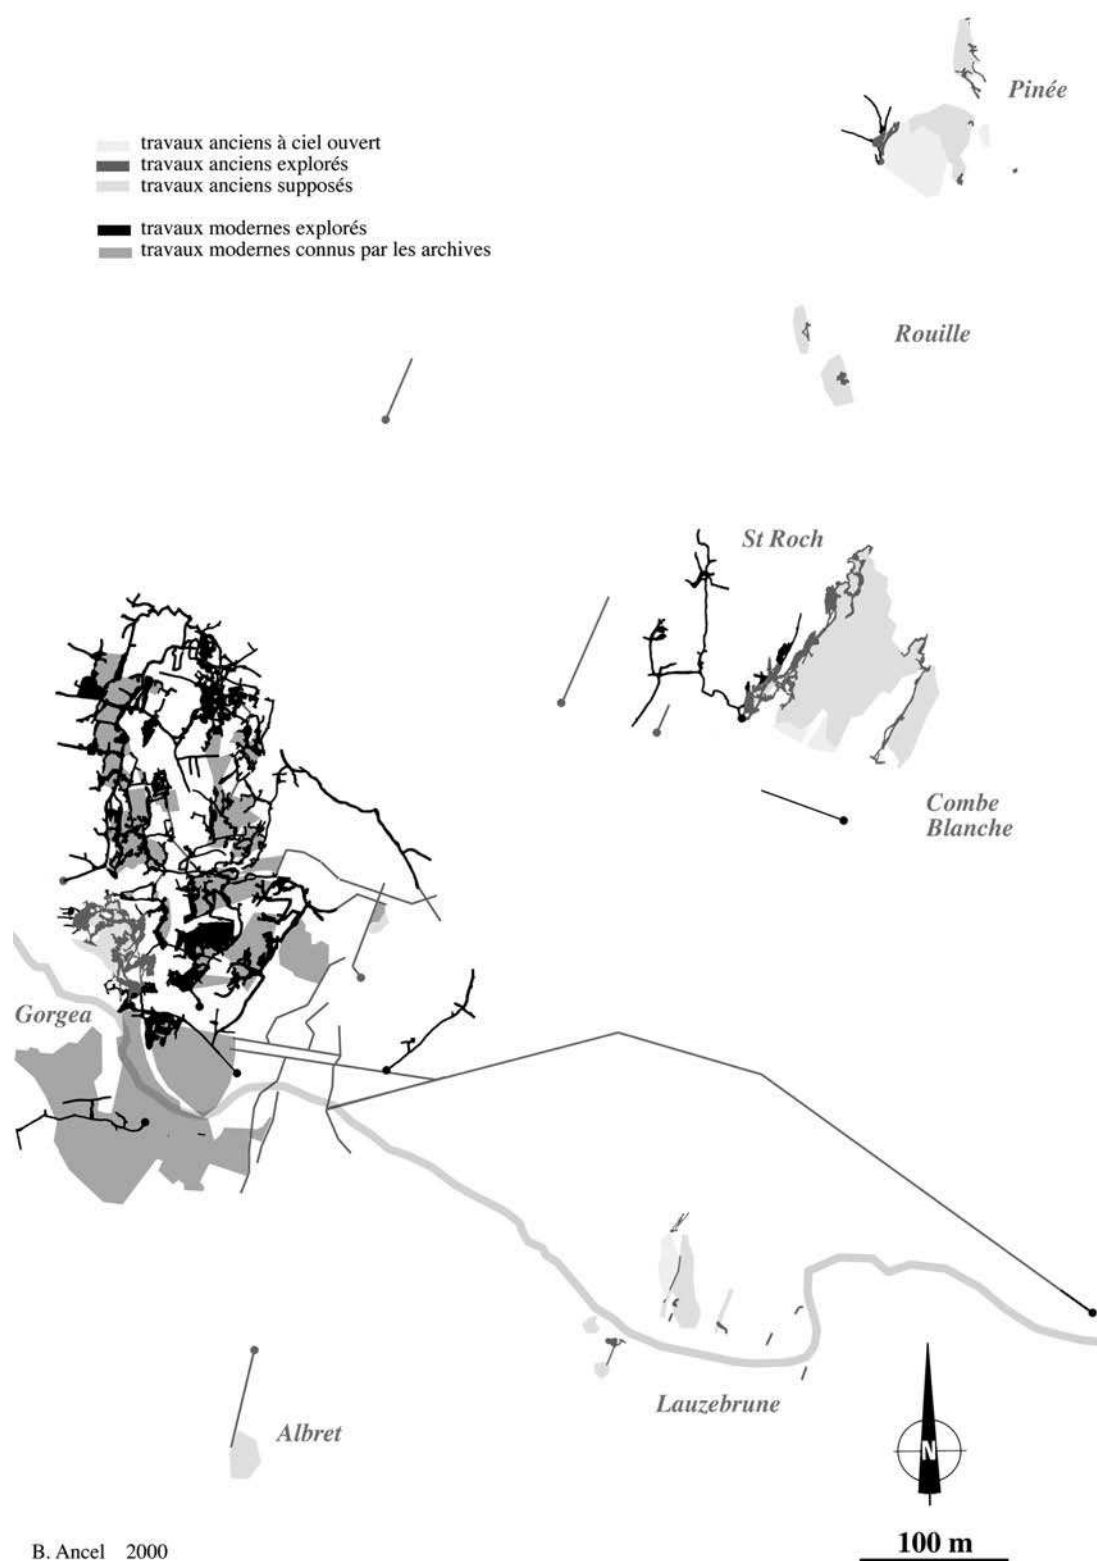 Pinée
travaux anciens à ciel ouvert
travaux anciens explorés
travaux anciens supposés
travaux modernes explorés
travaux modernes connus par les archives
Rouille
St Roch
Combe
Blanche
Gorgea
Lauzebrune
Albret
N
B. Ancel 2000
100 m